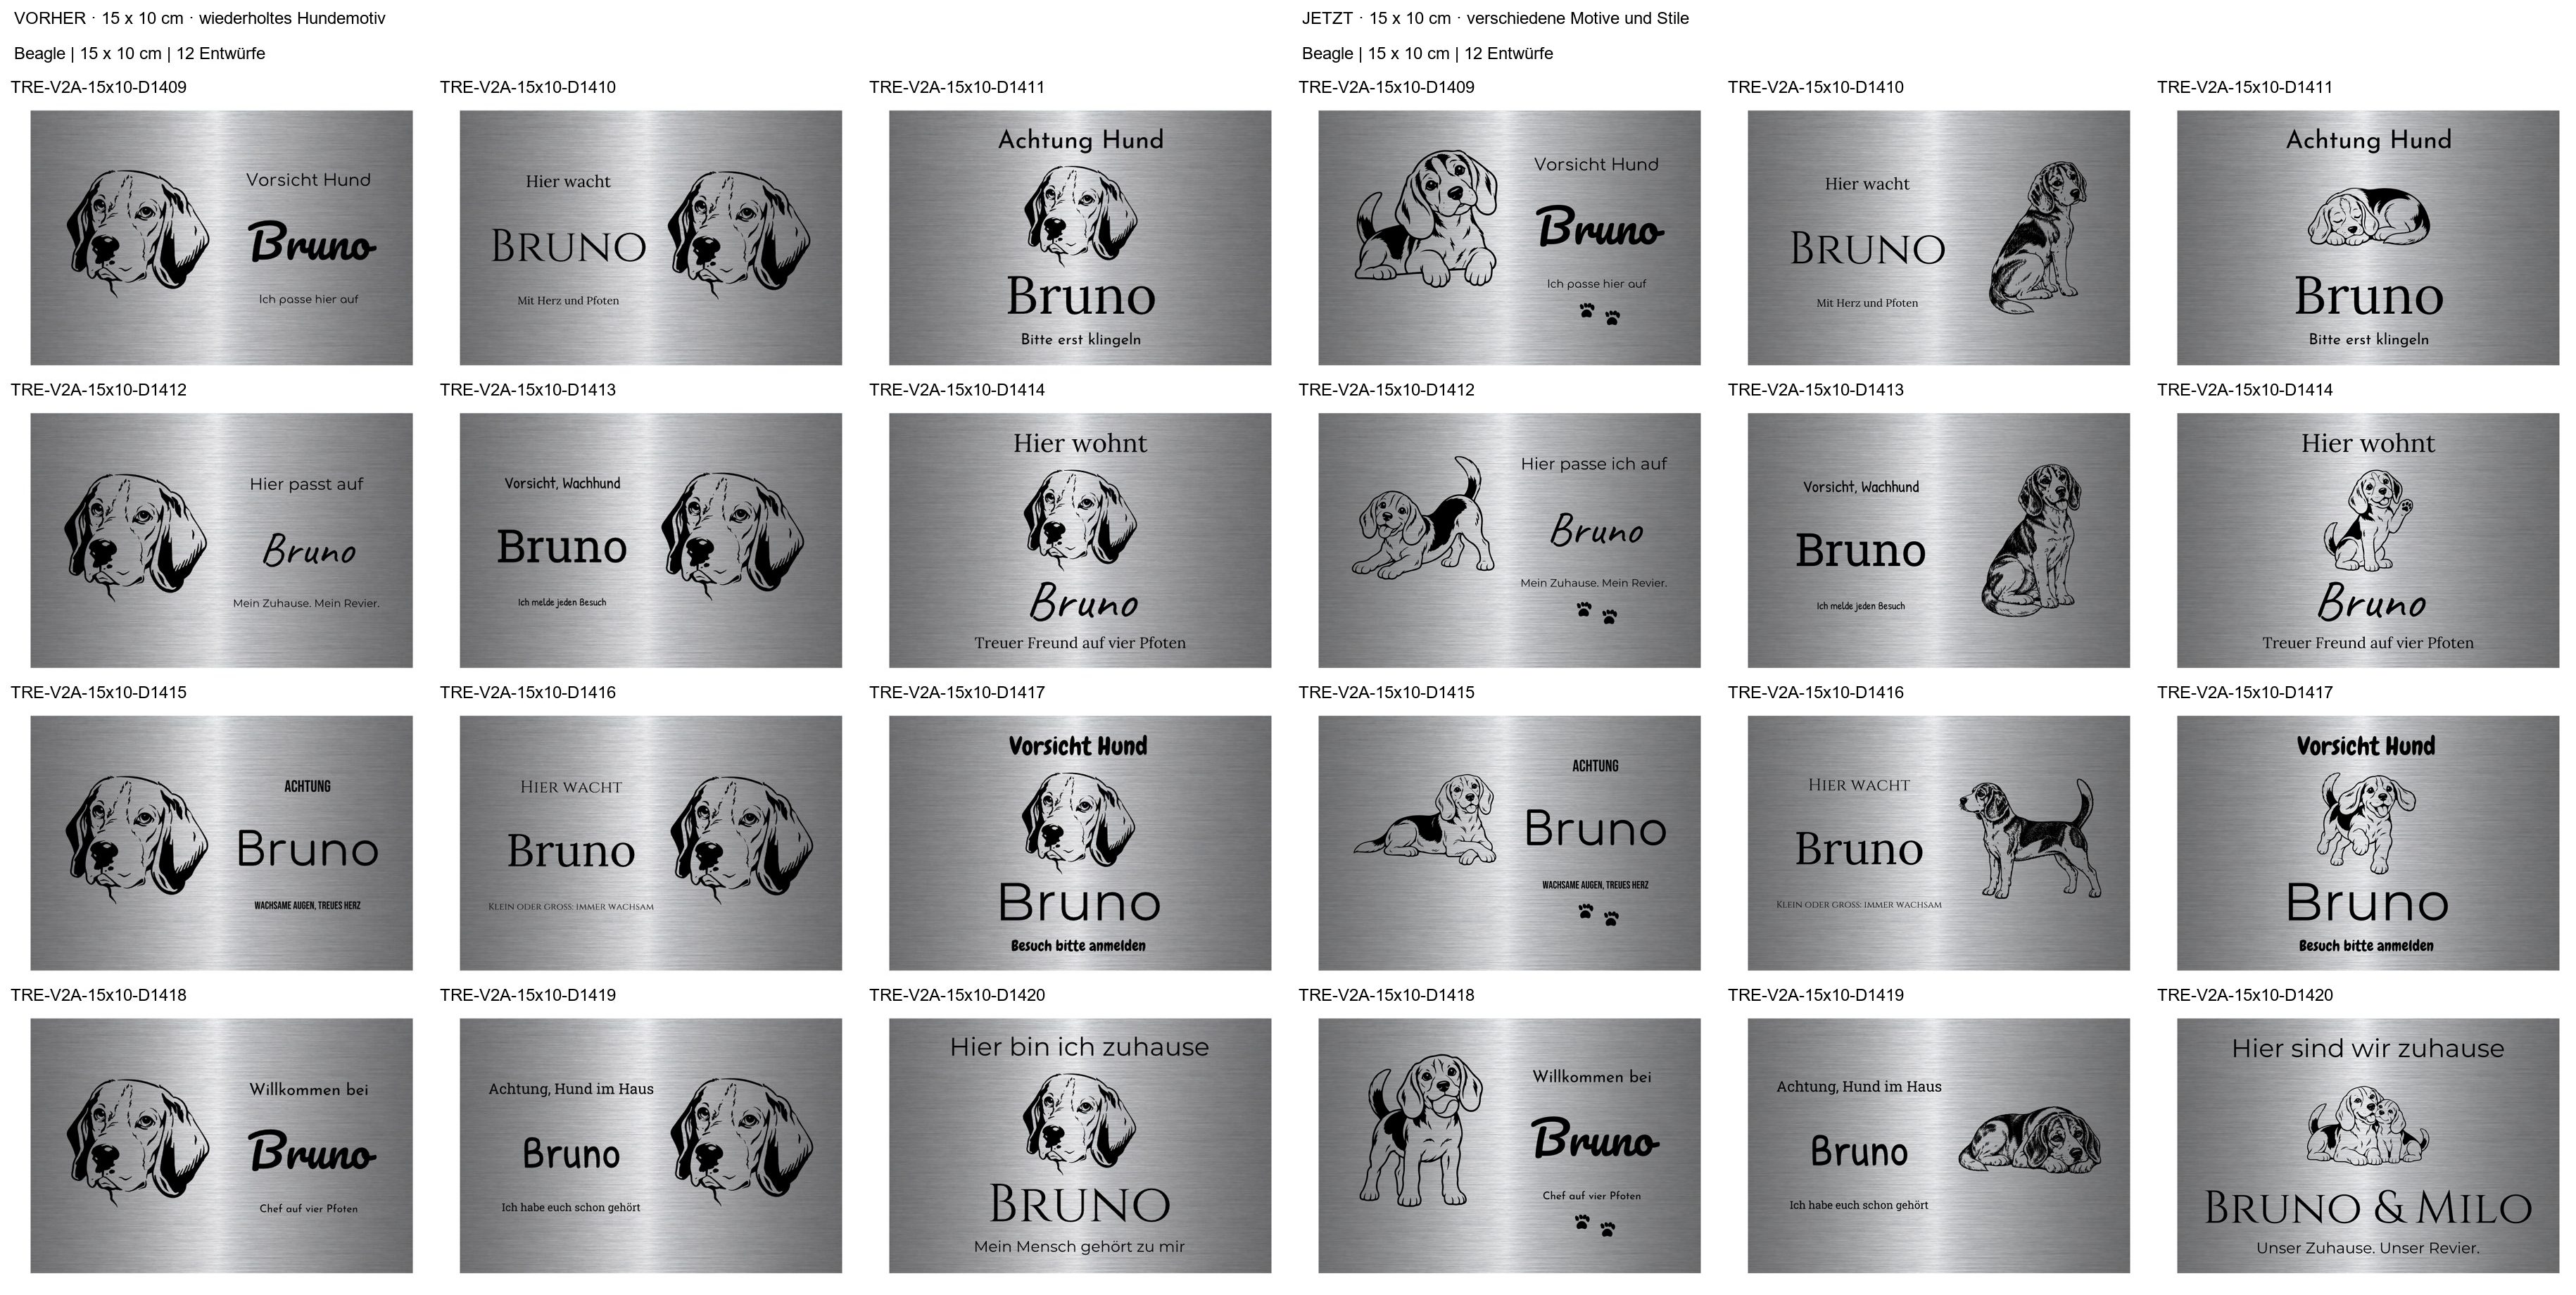 VORHER · 15 x 10 cm · wiederholtes Hundemotiv
Beagle | 15 x 10 cm | 12 Entwürfe
TRE-V2A-15x10-D1409
Vorsicht Hund
Bruno
Ich passe hier auf
TRE-V2A-15x10-D1410
Hier wacht
BRUNO
Mit Herz und Pfoten
TRE-V2A-15x10-D1411
Achtung Hund
Bruno
Bitte erst klingeln
TRE-V2A-15x10-D1412
Hier passt auf
Bruno
Mein Zuhause. Mein Revier.
TRE-V2A-15x10-D1413
Vorsicht, Wachhund
Bruno
Ich melde jeden Besuch
TRE-V2A-15x10-D1414
Hier wohnt
Bruno
Treuer Freund auf vier Pfoten
TRE-V2A-15x10-D1415
ACHTUNG
Bruno
WACHSAME AUGEN, TREUES HERZ
TRE-V2A-15x10-D1416
HIER WACHT
Bruno
KLEIN ODER GROSS: IMMER WACHSAM
TRE-V2A-15x10-D1417
Vorsicht Hund
Bruno
Besuch bitte anmelden
TRE-V2A-15x10-D1418
Willkommen bei
Bruno
Chef auf vier Pfoten
TRE-V2A-15x10-D1419
Achtung, Hund im Haus
Bruno
Ich habe euch schon gehört
TRE-V2A-15x10-D1420
Hier bin ich zuhause
BRUNO
Mein Mensch gehört zu mir
JETZT · 15 x 10 cm · verschiedene Motive und Stile
Beagle | 15 x 10 cm | 12 Entwürfe
TRE-V2A-15x10-D1409
Vorsicht Hund
Bruno
Ich passe hier auf
TRE-V2A-15x10-D1410
Hier wacht
BRUNO
Mit Herz und Pfoten
TRE-V2A-15x10-D1411
Achtung Hund
Bruno
Bitte erst klingeln
TRE-V2A-15x10-D1412
Hier passe ich auf
Bruno
Mein Zuhause. Mein Revier.
TRE-V2A-15x10-D1413
Vorsicht, Wachhund
Bruno
Ich melde jeden Besuch
TRE-V2A-15x10-D1414
Hier wohnt
Bruno
Treuer Freund auf vier Pfoten
TRE-V2A-15x10-D1415
ACHTUNG
Bruno
WACHSAME AUGEN, TREUES HERZ
TRE-V2A-15x10-D1416
HIER WACHT
Bruno
KLEIN ODER GROSS: IMMER WACHSAM
TRE-V2A-15x10-D1417
Vorsicht Hund
Bruno
Besuch bitte anmelden
TRE-V2A-15x10-D1418
Willkommen bei
Bruno
Chef auf vier Pfoten
TRE-V2A-15x10-D1419
Achtung, Hund im Haus
Bruno
Ich habe euch schon gehört
TRE-V2A-15x10-D1420
Hier sind wir zuhause
BRUNO & MILO
Unser Zuhause. Unser Revier.